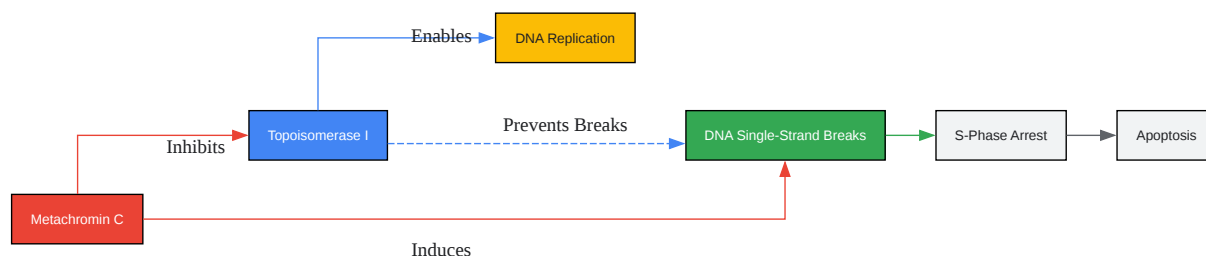 Enables
DNA Replication
Topoisomerase I
Prevents Breaks
DNA Single-Strand Breaks
S-Phase Arrest
Apoptosis
Inhibits
Metachromin C
Induces